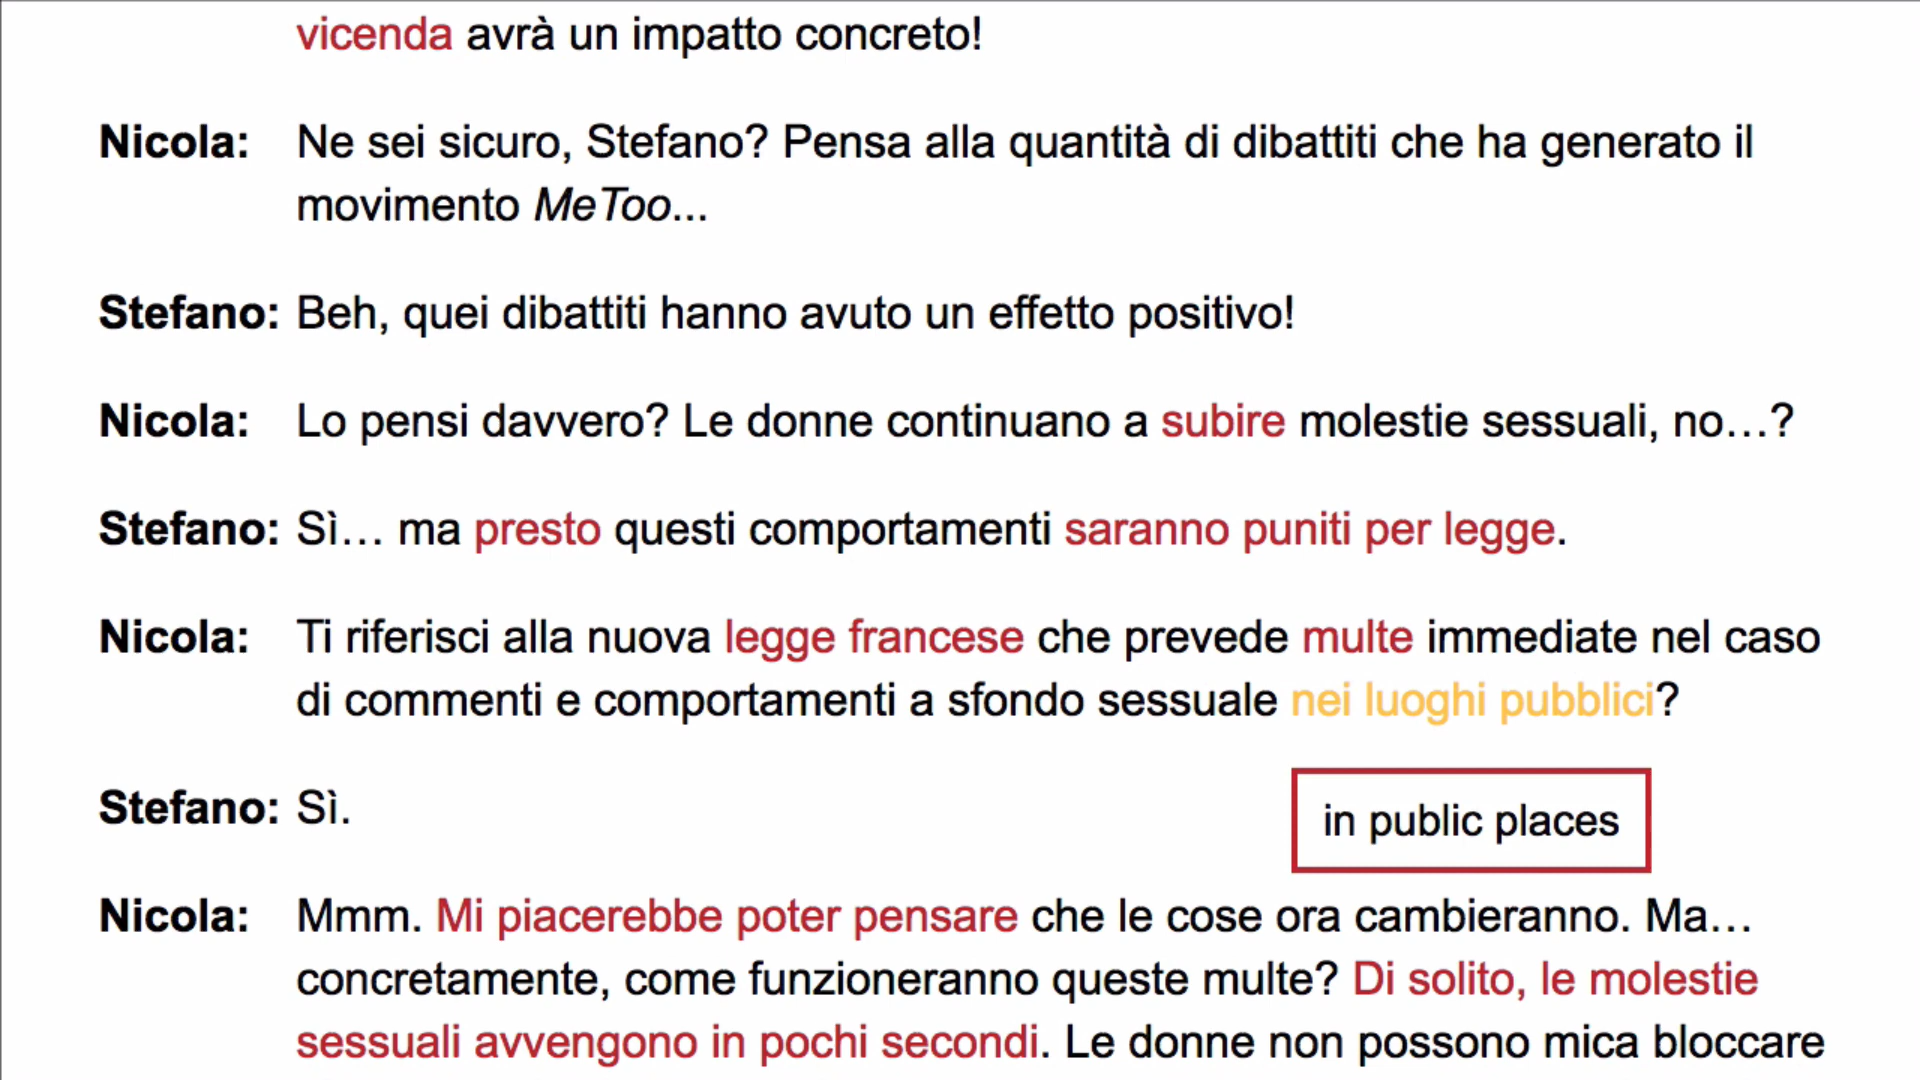 vicenda avrà un impatto concreto!
Nicola: Ne sei sicuro, Stefano? Pensa alla quantità di dibattiti che ha generato il
movimento MeToo...
Stefano: Beh, quei dibattiti hanno avuto un effetto positivo!
Nicola: Lo pensi davvero? Le donne continuano a subire molestie sessuali, no…?
Stefano: Sì… ma presto questi comportamenti saranno puniti per legge.
Nicola: Ti riferisci alla nuova legge francese che prevede multe immediate nel caso
di commenti e comportamenti a sfondo sessuale nei luoghi pubblici?
Stefano: Sì.
in public places
Nicola: Mmm. Mi piacerebbe poter pensare che le cose ora cambieranno. Ma…
concretamente, come funzioneranno queste multe? Di solito, le molestie
sessuali avvengono in pochi secondi. Le donne non possono mica bloccare